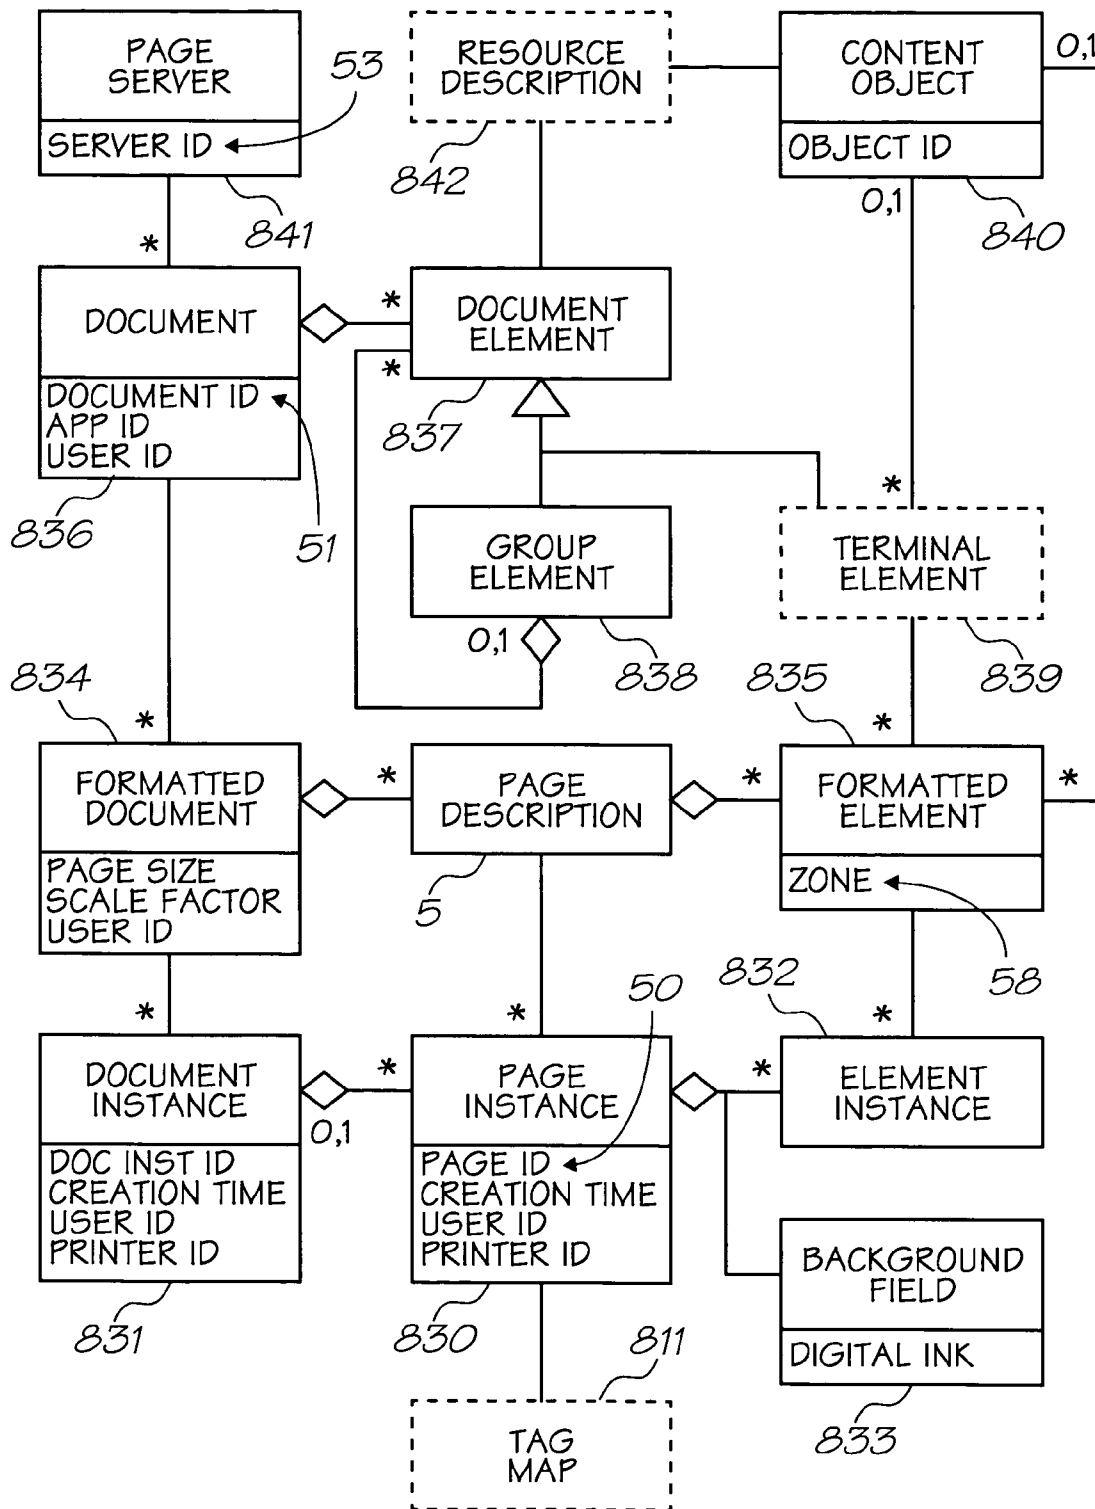 PAGE
SERVER
SERVER ID
53
841
*
RESOURCE
DESCRIPTION
842
CONTENT
OBJECT
OBJECT ID
0,1
0,1
840
DOCUMENT
DOCUMENT ID
APP ID
USER ID
51
836
*
*
DOCUMENT
ELEMENT
837
GROUP
ELEMENT
0,1
838
*
TERMINAL
ELEMENT
839
834
*
FORMATTED
DOCUMENT
PAGE SIZE
SCALE FACTOR
USER ID
*
PAGE
DESCRIPTION
5
835
*
*
*
FORMATTED
ELEMENT
ZONE
58
*
DOCUMENT
INSTANCE
DOC INST ID
CREATION TIME
USER ID
PRINTER ID
831
0,1
*
*
50
PAGE
INSTANCE
PAGE ID
CREATION TIME
USER ID
PRINTER ID
830
832
*
*
ELEMENT
INSTANCE
BACKGROUND
FIELD
DIGITAL INK
833
811
TAG
MAP